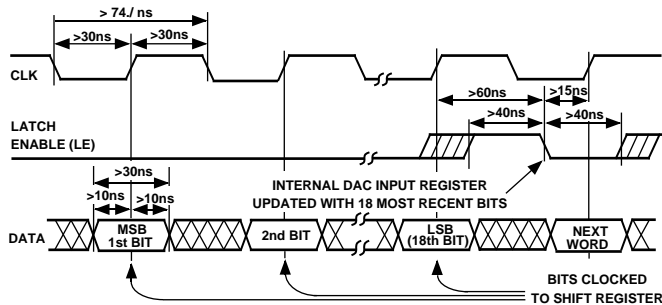 > 74./ ns
>30ns >30ns
CLK
>60ns >15ns
>40ns >40ns
LATCH
ENABLE (LE)
>30ns
>10ns >10ns
INTERNAL DAC INPUT REGISTER
UPDATED WITH 18 MOST RECENT BITS
DATA
MSB
1st BIT
2nd BIT
LSB
(18th BIT)
NEXT
WORD
BITS CLOCKED
TO SHIFT REGISTER